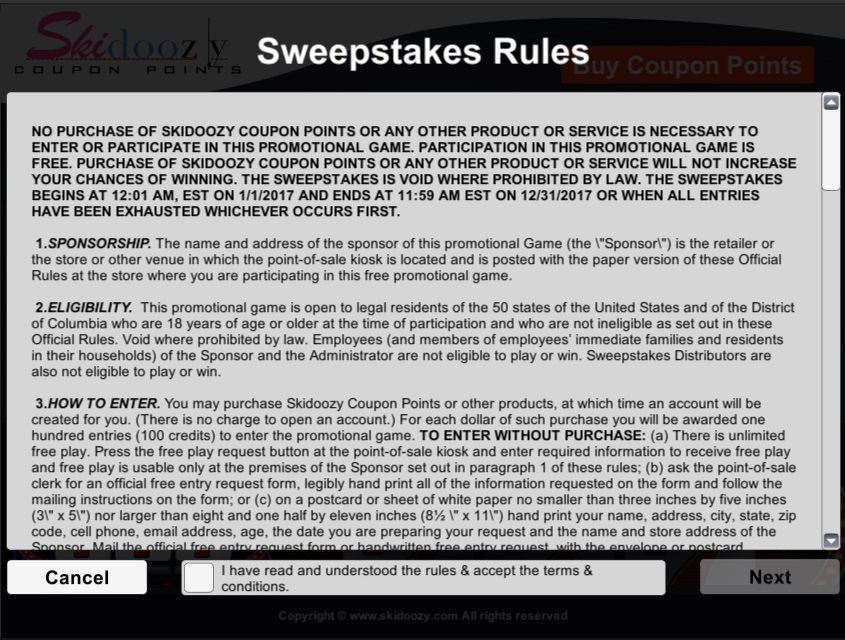 Skidoozy
COUPON POINTS
Sweepstakes Rules
Buy Coupon Points
NO PURCHASE OF SKIDOOZY COUPON POINTS OR ANY OTHER PRODUCT OR SERVICE IS NECESSARY TO
ENTER OR PARTICIPATE IN THIS PROMOTIONAL GAME. PARTICIPATION IN THIS PROMOTIONAL GAME IS
FREE. PURCHASE OF SKIDOOZY COUPON POINTS OR ANY OTHER PRODUCT OR SERVICE WILL NOT INCREASE
YOUR CHANCES OF WINNING. THE SWEEPSTAKES IS VOID WHERE PROHIBITED BY LAW. THE SWEEPSTAKES
BEGINS AT 12:01 AM, EST ON 1/1/2017 AND ENDS AT 11:59 AM EST ON 12/31/2017 OR WHEN ALL ENTRIES
HAVE BEEN EXHAUSTED WHICHEVER OCCURS FIRST.
1.SPONSORSHIP. The name and address of the sponsor of this promotional Game (the \"Sponsor\") is the retailer or
the store or other venue in which the point-of-sale kiosk is located and is posted with the paper version of these Official
Rules at the store where you are participating in this free promotional game.
2.ELIGIBILITY. This promotional game is open to legal residents of the 50 states of the United States and of the District
of Columbia who are 18 years of age or older at the time of participation and who are not ineligible as set out in these
Official Rules. Void where prohibited by law. Employees (and members of employees' immediate families and residents
in their households) of the Sponsor and the Administrator are not eligible to play or win. Sweepstakes Distributors are
also not eligible to play or win.
3.HOW TO ENTER. You may purchase Skidoozy Coupon Points or other products, at which time an account will be
created for you. (There is no charge to open an account.) For each dollar of such purchase you will be awarded one
hundred entries (100 credits) to enter the promotional game. TO ENTER WITHOUT PURCHASE: (a) There is unlimited
free play. Press the free play request button at the point-of-sale kiosk and enter required information to receive free play
and free play is usable only at the premises of the Sponsor set out in paragraph 1 of these rules; (b) ask the point-of-sale
clerk for an official free entry request form, legibly hand print all of the information requested on the form and follow the
mailing instructions on the form; or (c) on a postcard or sheet of white paper no smaller than three inches by five inches
(3\" x 5\") nor larger than eight and one half by eleven inches (8½ \" x 11\") hand print your name, address, city, state, zip
code, cell phone, email address, age, the date you are preparing your request and the name and store address of the
Sponsor. Mail the official free entry request form or handwritten free entry request, with the envelope or postcard
Cancel
I have read and understood the rules & accept the terms &
conditions.
Next
Copyright © www.skidoozy.com All rights reserved